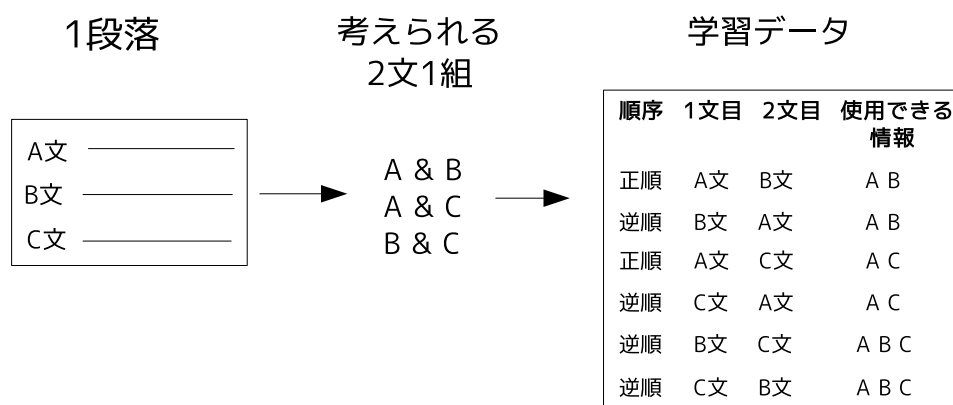 1段落
考えられる
2文1組
学習データ
A文
B文
C文
A & B
A & C
B & C
順序 1文目 2文目 使用できる
情報
正順 A文 B文 A B
逆順 B文 A文 A B
正順 A文 C文 A C
逆順 C文 A文 A C
逆順 B文 C文 A B C
逆順 C文 B文 A B C